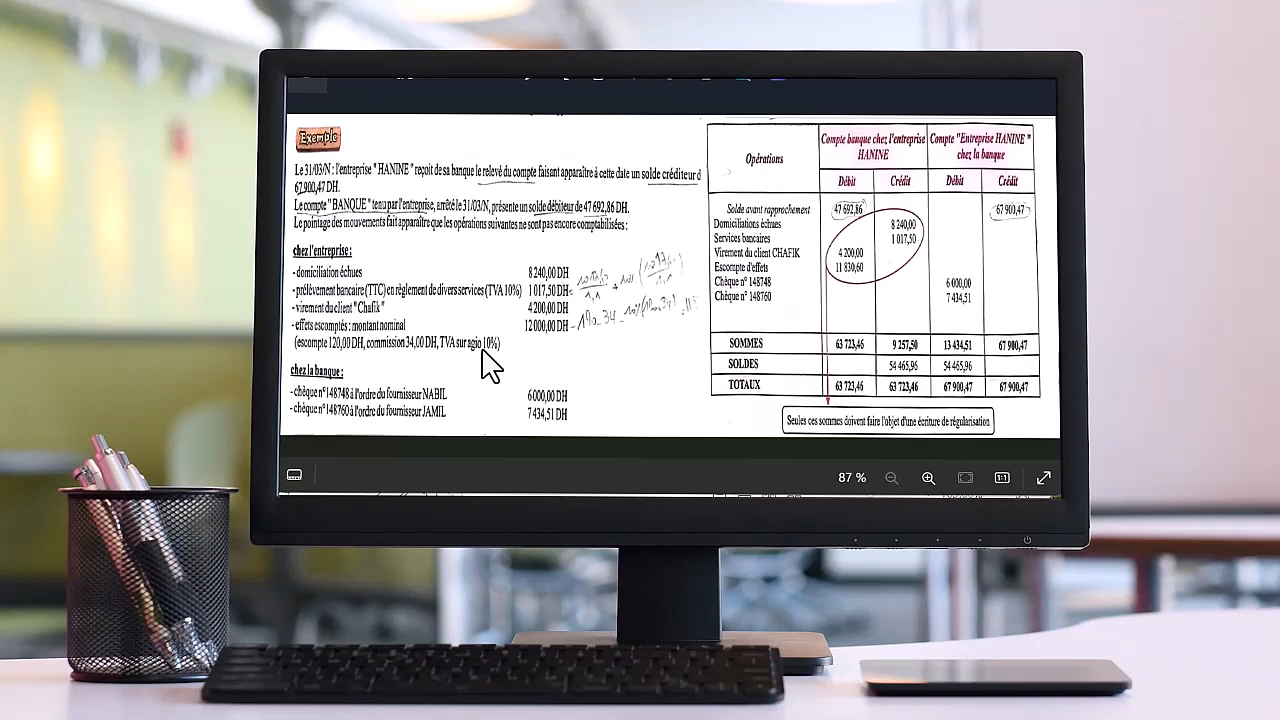 Exemple
Le 31/03/N : l'entreprise " HANINE " reçoit de sa banque le relevé du compte faisant apparaître à cette date un solde créditeur d
67 900,47 DH.
Le compte " BANQUE " tenu par l'entreprise, arrêté le 31/03/N, présente un solde débiteur de 47 692,86 DH.
Le pointage des mouvements fait apparaître que les opérations suivantes ne sont pas encore comptabilisées :
chez l'entreprise :
- domiciliation échues 8 240,00 DH
- prélèvement bancaire (TTC) en règlement de divers services (TVA 10%) 1 017,50 DH
- virement du client "Chafik" 4 200,00 DH
- effets escomptés : montant nominal 12 000,00 DH
(escompte 120,00 DH, commission 34,00 DH, TVA sur agio 10%)
chez la banque :
- chèque n°148748 à l'ordre du fournisseur NABIL 6 000,00 DH
- chèque n°148760 à l'ordre du fournisseur JAMIL 7 434,51 DH
Opérations Compte banque chez l'entreprise HANINE Compte "Entreprise HANINE " chez la banque
Débit Crédit Débit Crédit
Solde avant rapprochement 47 692,86 67 900,47
Domiciliations échues 8 240,00
Services bancaires 1 017,50
Virement du client CHAFIK 4 200,00
Escompte d'effets 11 830,60
Chèque n° 148748 6 000,00
Chèque n° 148760 7 434,51
SOMMES 63 723,46 9 257,50 13 434,51 67 900,47
SOLDES 54 465,96 54 465,96
TOTAUX 63 723,46 63 723,46 67 900,47 67 900,47
Seules ces sommes doivent faire l'objet d'une écriture de régularisation
87 %
1:1